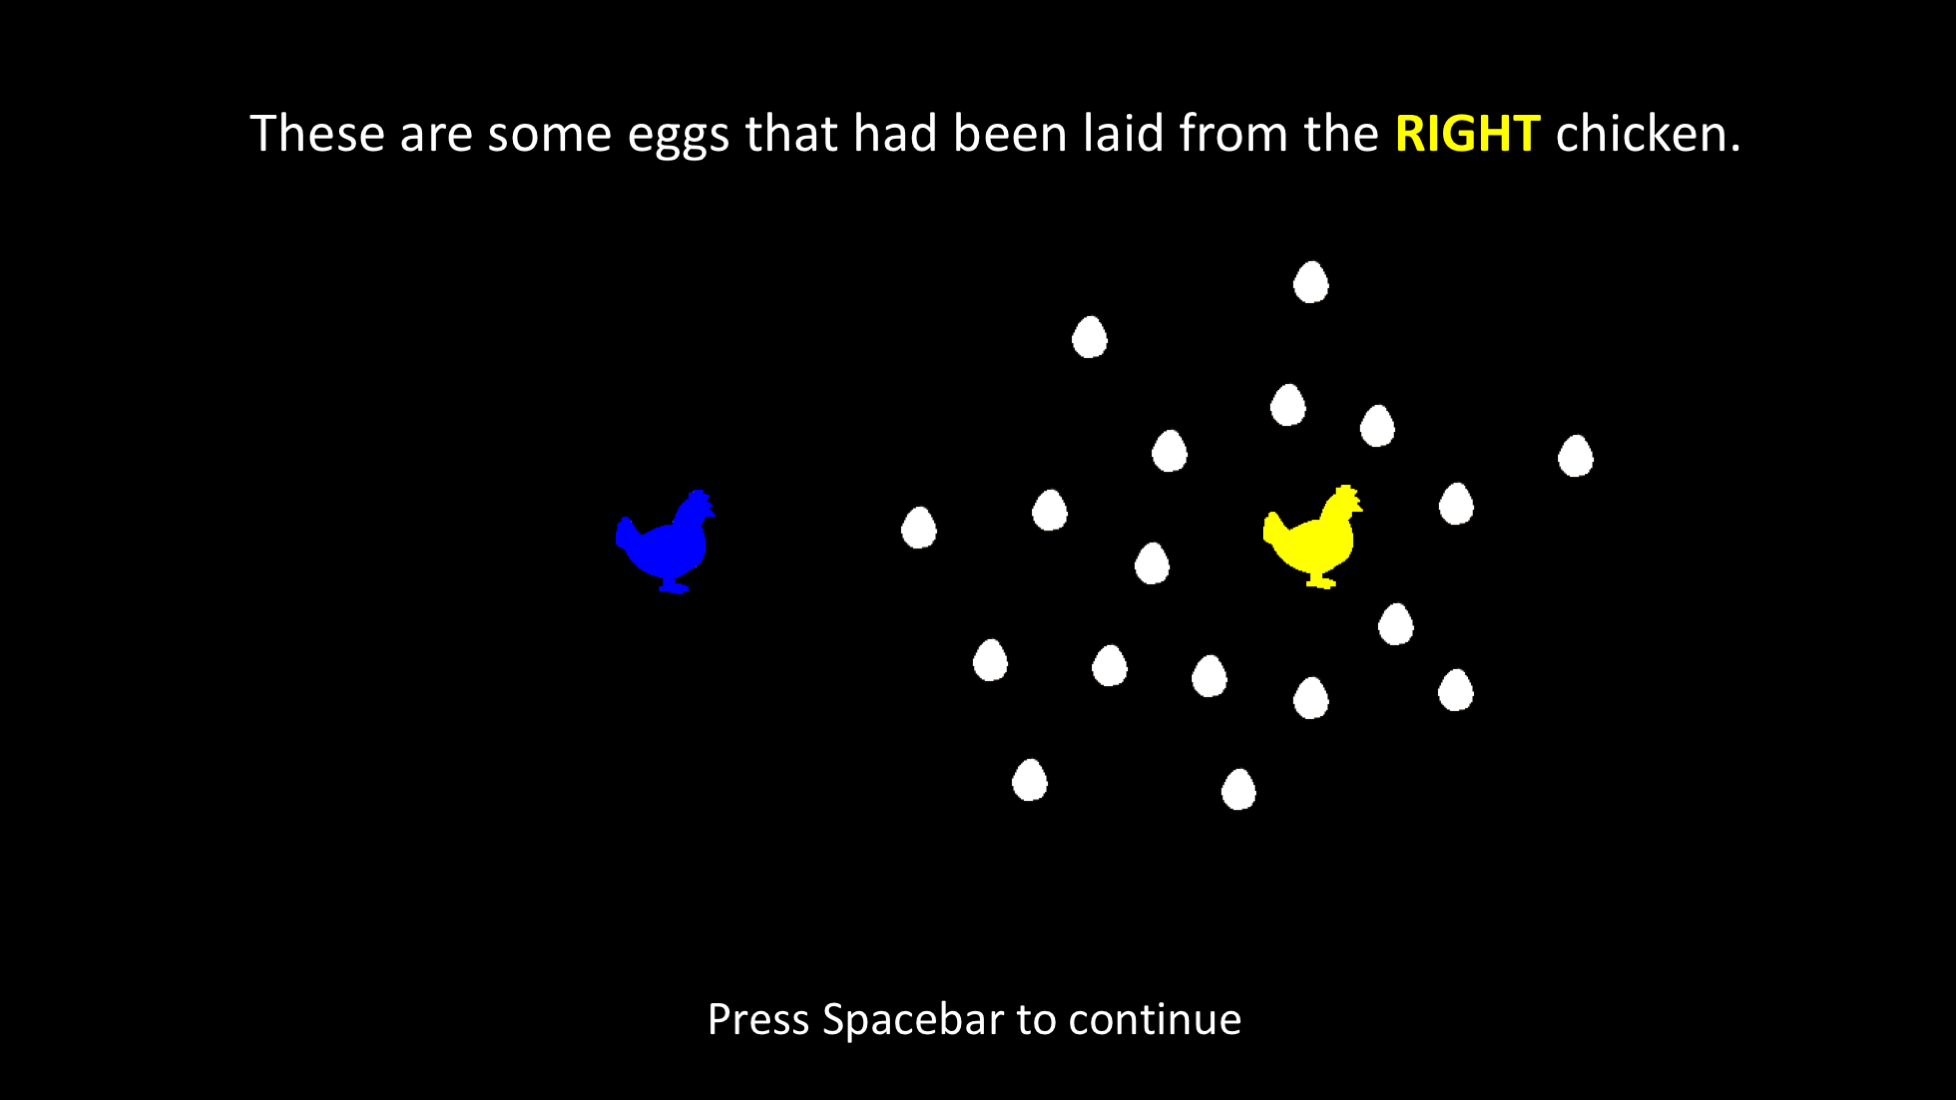 These are some eggs that had been laid from the RIGHT chicken.
Press Spacebar to continue